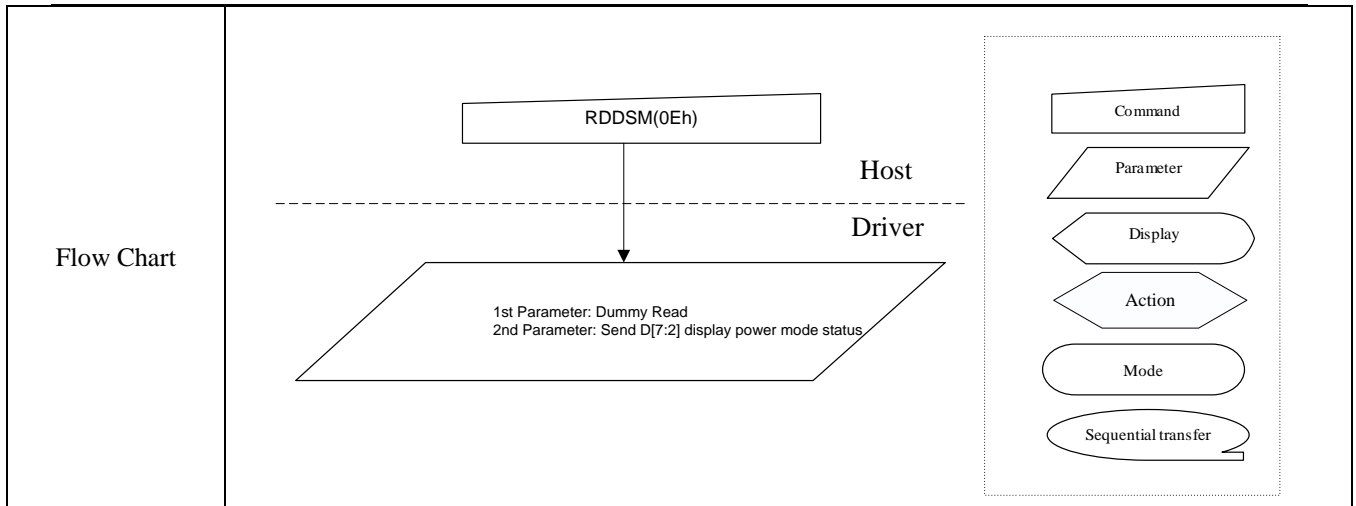 Flow Chart
RDDSM(0Eh)
Host
Driver
1st Parameter: Dummy Read
2nd Parameter: Send D[7:2] display power mode status
Command
Parameter
Display
Action
Mode
Sequential transfer